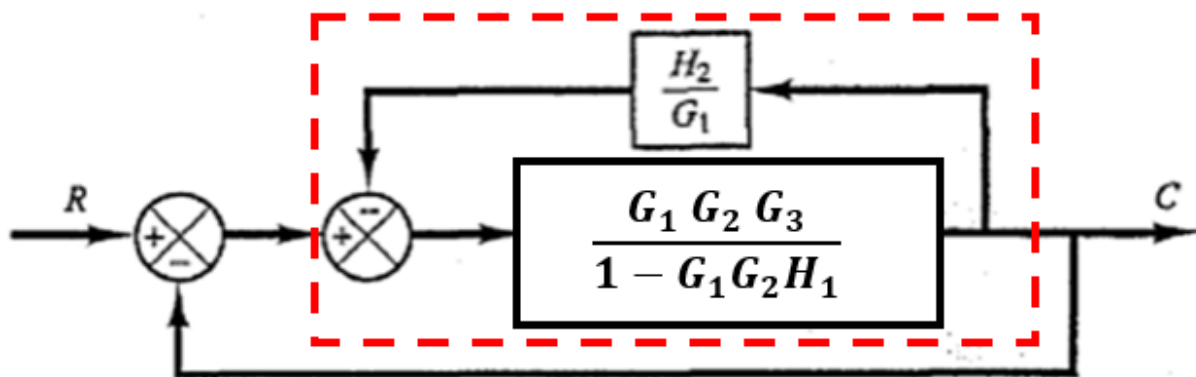 H₂
G₁
R
+
-
--
+
G₁ G₂ G₃
1 − G₁G₂H₁
C